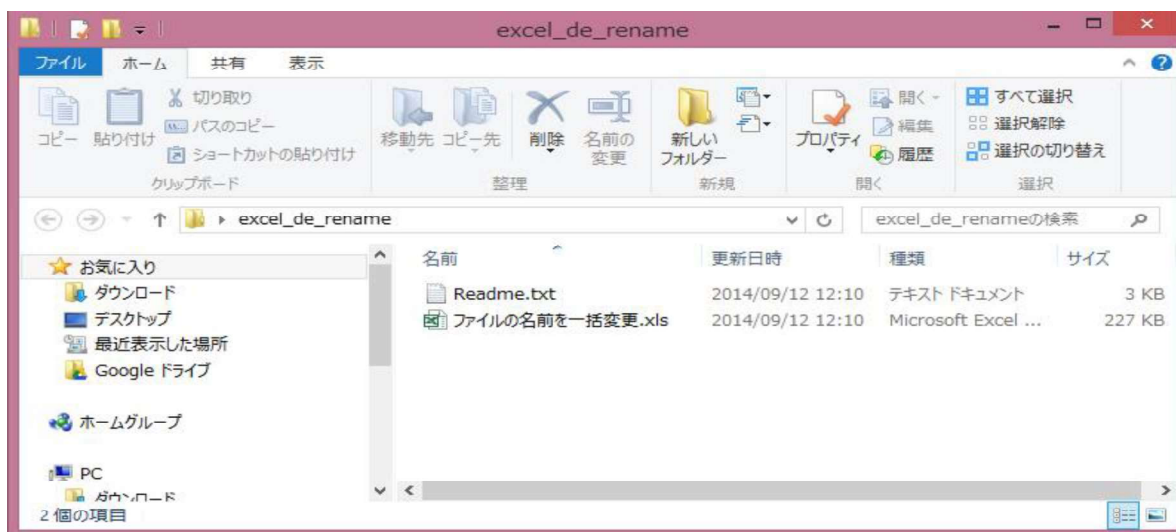 excel_de_rename
ファイル ホーム 共有 表示
コピー 貼り付け 切り取り パスのコピー ショートカットの貼り付け
クリップボード
移動先 コピー先 削除 名前の変更
整理
新しいフォルダー
新規
プロパティ 開く 編集 履歴
開く
すべて選択 選択解除 選択の切り替え
選択
excel_de_rename
excel_de_renameの検索
お気に入り
ダウンロード
デスクトップ
最近表示した場所
Google ドライブ
ホームグループ
PC
ダウンロード
名前 更新日時 種類 サイズ
Readme.txt 2014/09/12 12:10 テキスト ドキュメント 3 KB
ファイルの名前を一括変更.xls 2014/09/12 12:10 Microsoft Excel ... 227 KB
2 個の項目